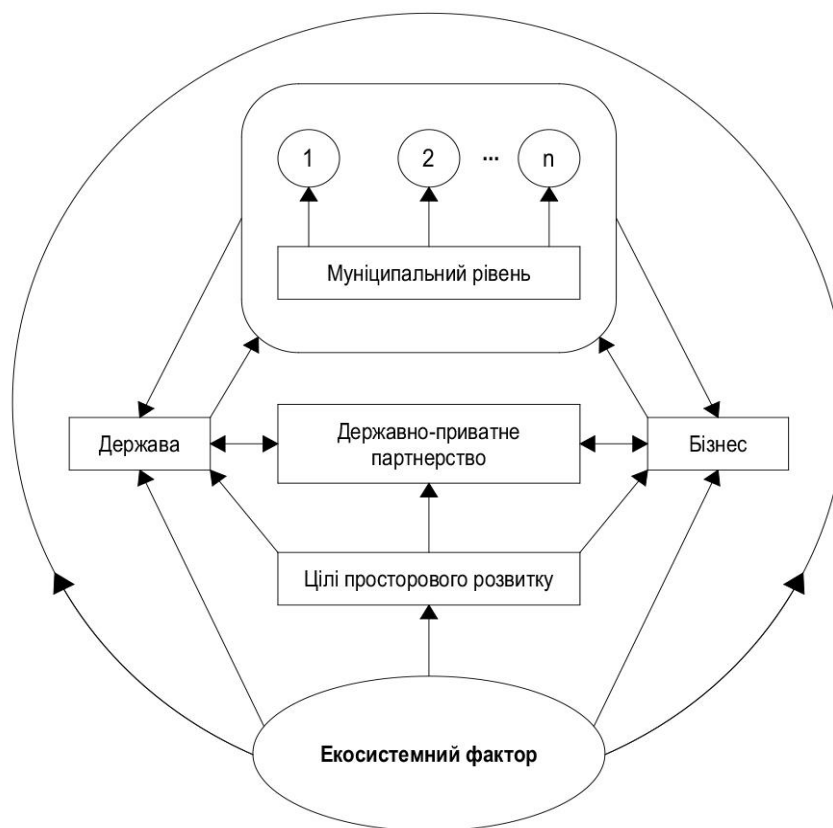 1 2 ... n
Муніципальний рівень
Держава
Державно-приватне
партнерство
Бізнес
Цілі просторового розвитку
Екосистемний фактор